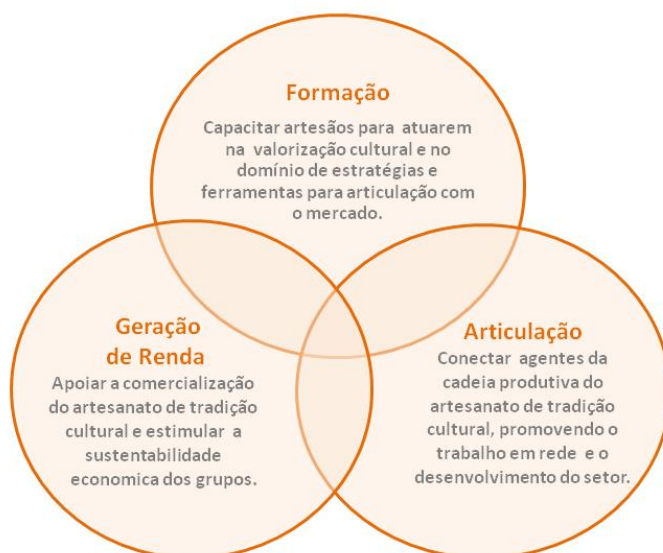 Formação
Capacitar artesãos para atuarem
na valorização cultural e no
domínio de estratégias e
ferramentas para articulação com
o mercado.
Geração
de Renda
Apoiar a comercialização
do artesanato de tradição
cultural e estimular a
sustentabilidade
economica dos grupos.
Articulação
Conectar agentes da
cadeia produtiva do
artesanato de tradição
cultural, promovendo o
trabalho em rede e o
desenvolvimento do setor.